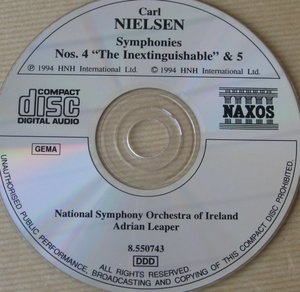 Carl
NIELSEN
Symphonies
Nos. 4 “The Inextinguishable” & 5
℗ 1994 HNH International Ltd. © 1994 HNH International Ltd.
COMPACT
disc
DIGITAL AUDIO
NAXOS
GEMA
National Symphony Orchestra of Ireland
Adrian Leaper
8.550743
DDD
ALL RIGHTS RESERVED.
UNAUTHORISED PUBLIC PERFORMANCE, BROADCASTING AND COPYING OF THIS COMPACT DISC PROHIBITED.